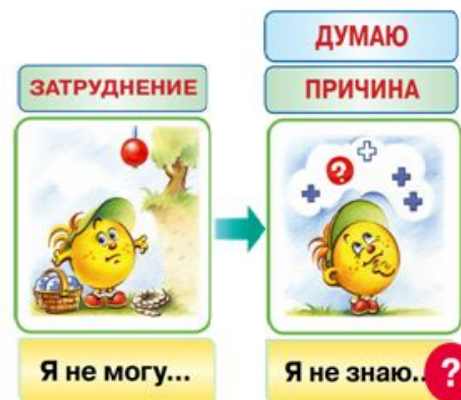 ЗАТРУДНЕНИЕ
Я не могу...
ДУМАЮ
ПРИЧИНА
?
Я не знаю..
?